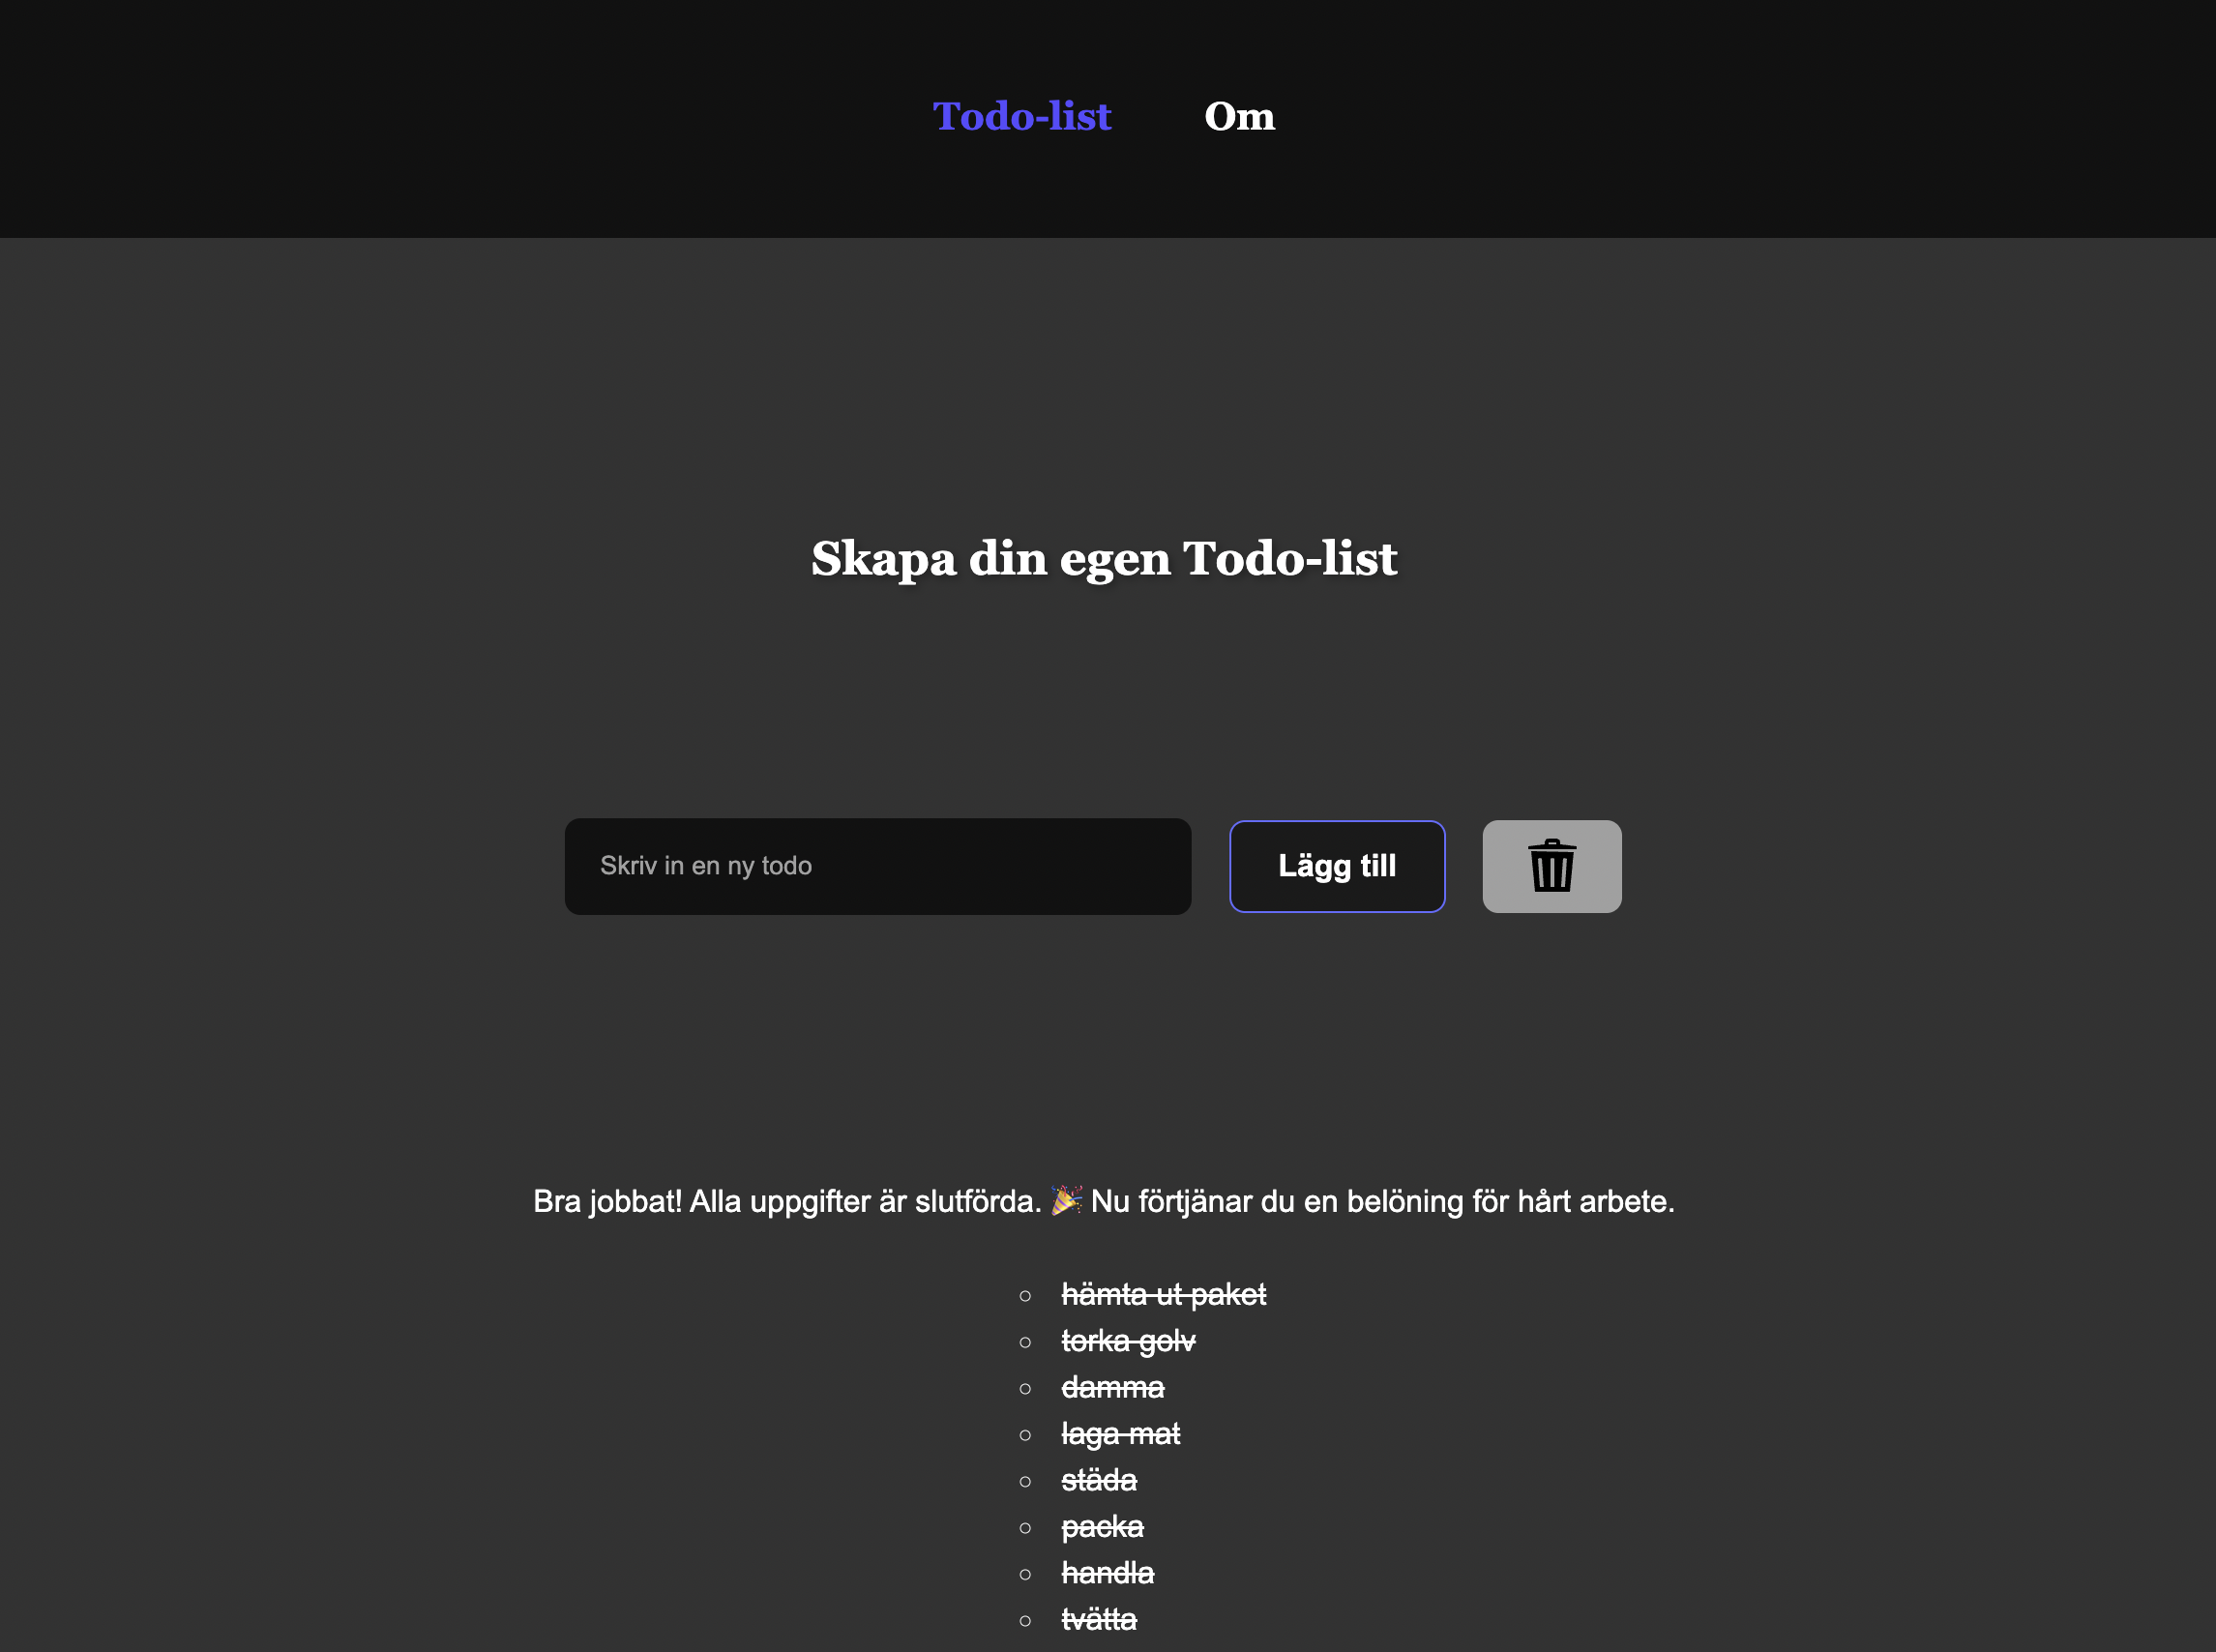 Todo-list Om
Skapa din egen Todo-list
Skriv in en ny todo Lägg till
Bra jobbat! Alla uppgifter är slutförda. 🎉 Nu förtjänar du en belöning för hårt arbete.
hämta ut paket
torka golv
damma
laga mat
städa
packa
handla
tvätta